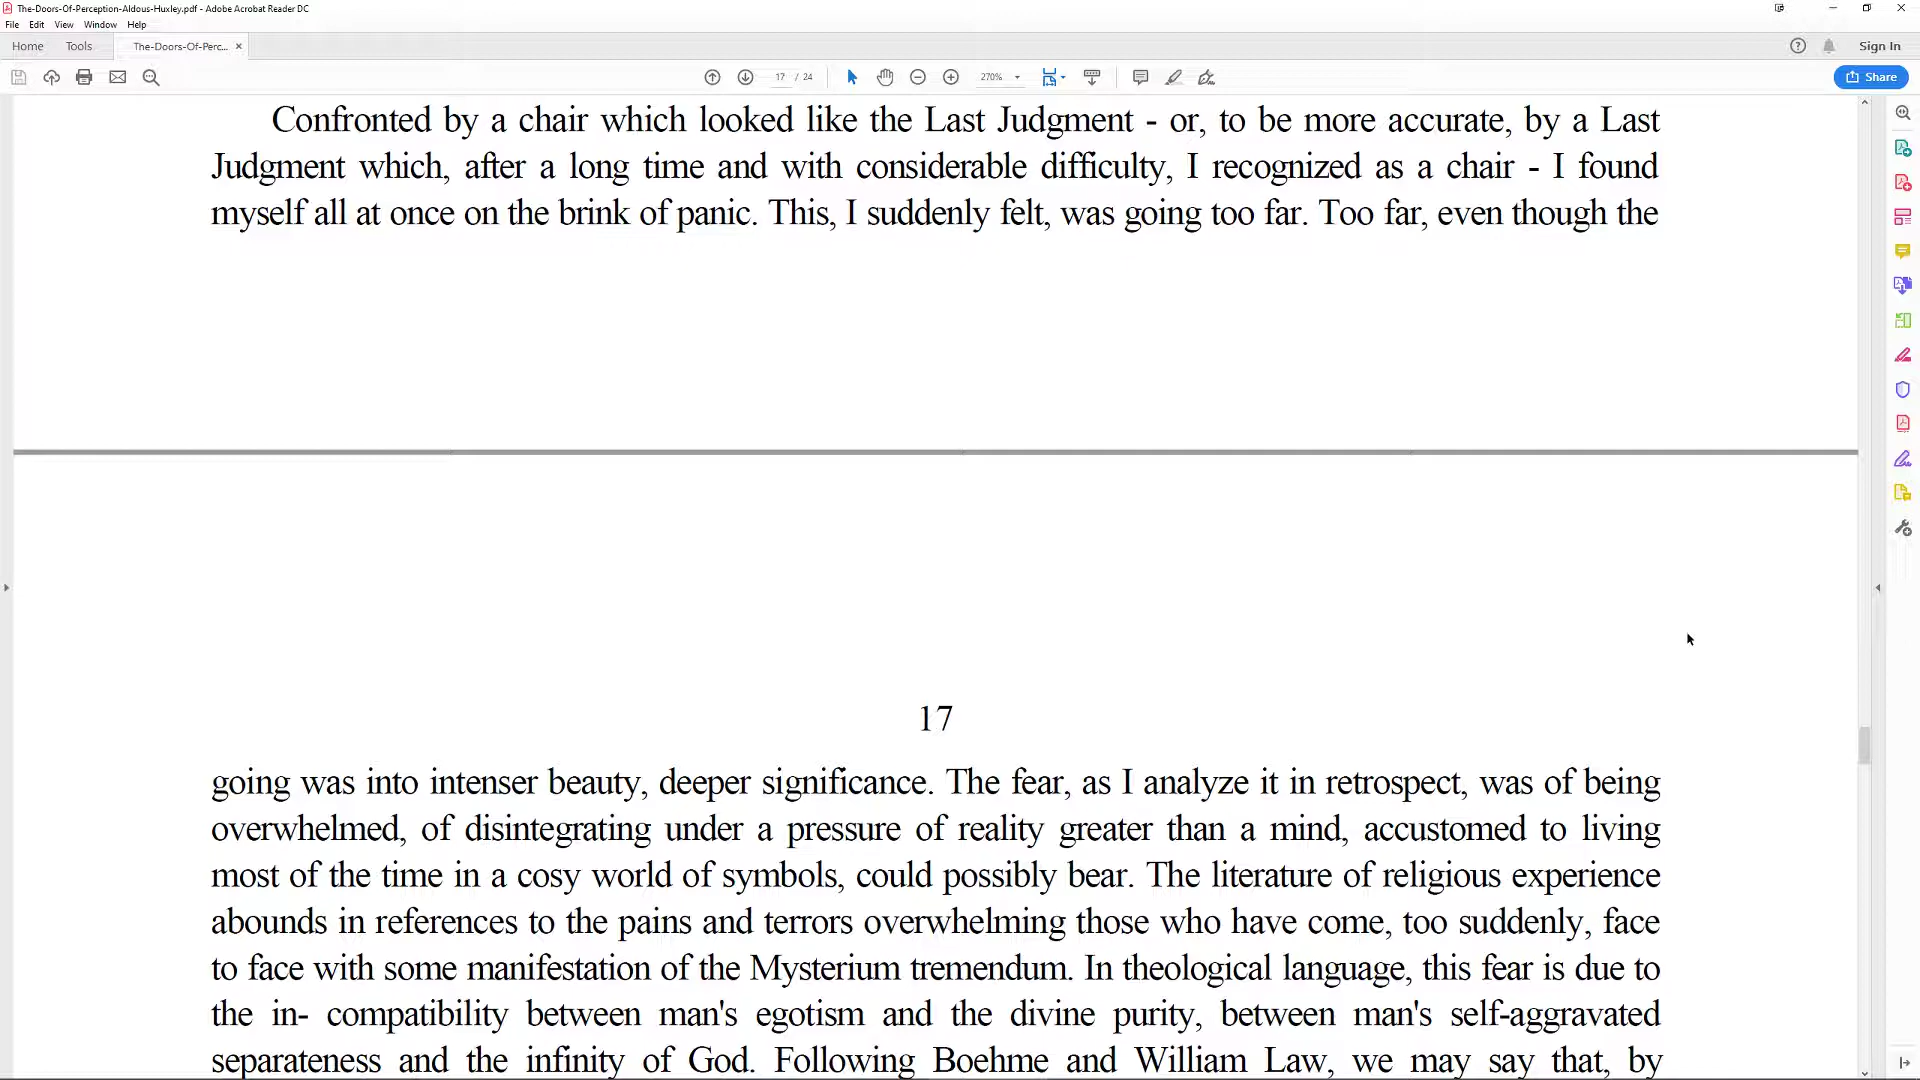 The-Doors-Of-Perception-Aldous-Huxley.pdf - Adobe Acrobat Reader DC
File Edit View Window Help
Home Tools The-Doors-Of-Perc... × Sign In
17 / 24 270% Share
Confronted by a chair which looked like the Last Judgment - or, to be more accurate, by a Last
Judgment which, after a long time and with considerable difficulty, I recognized as a chair - I found
myself all at once on the brink of panic. This, I suddenly felt, was going too far. Too far, even though the
17
going was into intenser beauty, deeper significance. The fear, as I analyze it in retrospect, was of being
overwhelmed, of disintegrating under a pressure of reality greater than a mind, accustomed to living
most of the time in a cosy world of symbols, could possibly bear. The literature of religious experience
abounds in references to the pains and terrors overwhelming those who have come, too suddenly, face
to face with some manifestation of the Mysterium tremendum. In theological language, this fear is due to
the in- compatibility between man's egotism and the divine purity, between man's self-aggravated
separateness and the infinity of God. Following Boehme and William Law, we may say that, by